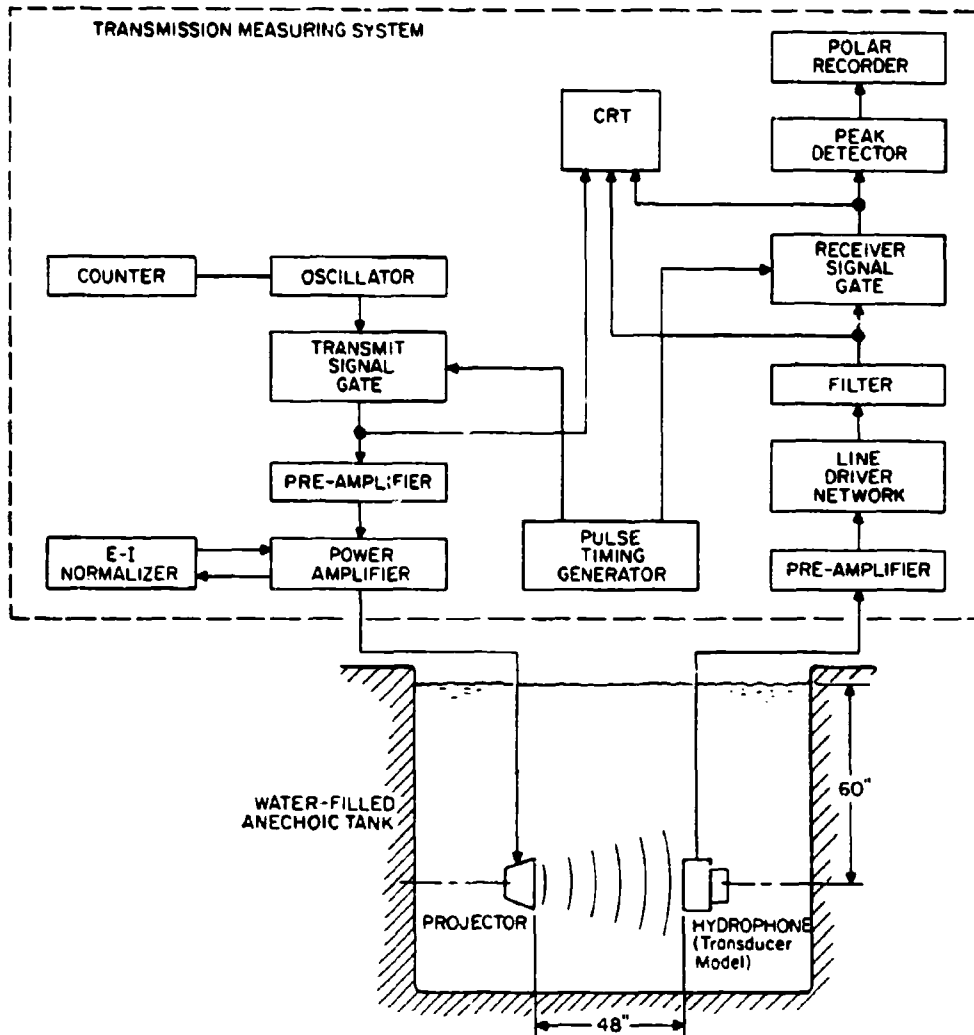 TRANSMISSION MEASURING SYSTEM
POLAR
RECORDER
CRT
PEAK
DETECTOR
COUNTER
OSCILLATOR
RECEIVER
SIGNAL
GATE
TRANSMIT
SIGNAL
GATE
FILTER
PRE-AMPLIFIER
LINE
DRIVER
NETWORK
E-I
NORMALIZER
POWER
AMPLIFIER
PULSE
TIMING
GENERATOR
PRE-AMPLIFIER
60"
WATER-FILLED
ANECHOIC TANK
PROJECTOR
HYDROPHONE
(Transducer
Model)
48"